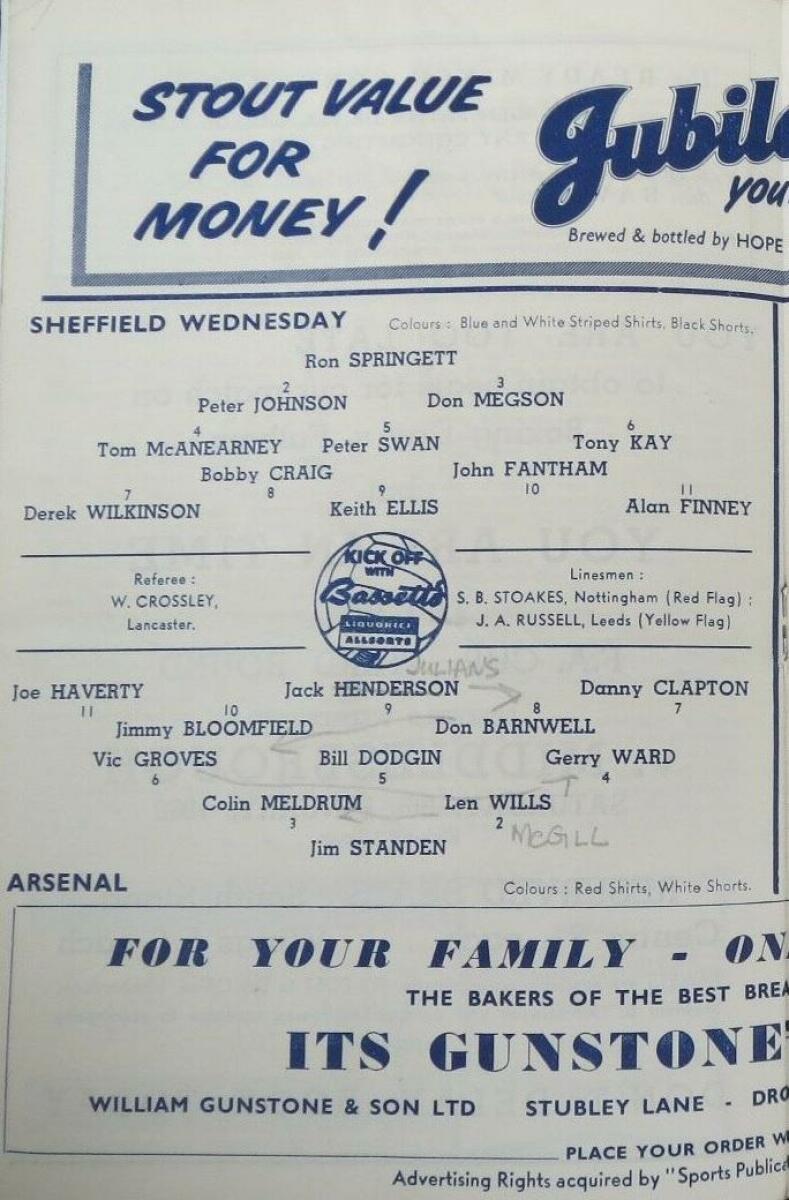 STOUT VALUE
FOR
MONEY!
Jubile
you
Brewed & bottled by HOPE
SHEFFIELD WEDNESDAY Colours : Blue and White Striped Shirts, Black Shorts.
Ron SPRINGETT
2 3
Peter JOHNSON Don MEGSON
4 5 6
Tom McANEARNEY Peter SWAN Tony KAY
Bobby CRAIG John FANTHAM
7 8 9 10 11
Derek WILKINSON Keith ELLIS Alan FINNEY
Referee :
W. CROSSLEY,
Lancaster.
KICK OFF
WITH
Bassett's
LIQUORICE
ALLSORTS
Linesmen :
S. B. STOAKES, Nottingham (Red Flag) :
J. A. RUSSELL, Leeds (Yellow Flag)
JULIANS
Joe HAVERTY Jack HENDERSON Danny CLAPTON
11 10 9 8 7
Jimmy BLOOMFIELD Don BARNWELL
Vic GROVES Bill DODGIN Gerry WARD
6 5 4
Colin MELDRUM Len WILLS
3 2
McGILL
Jim STANDEN
ARSENAL Colours : Red Shirts, White Shorts.
FOR YOUR FAMILY - ON
THE BAKERS OF THE BEST BREA
ITS GUNSTONE'
WILLIAM GUNSTONE & SON LTD STUBLEY LANE - DRO
PLACE YOUR ORDER W
Advertising Rights acquired by "Sports Publica